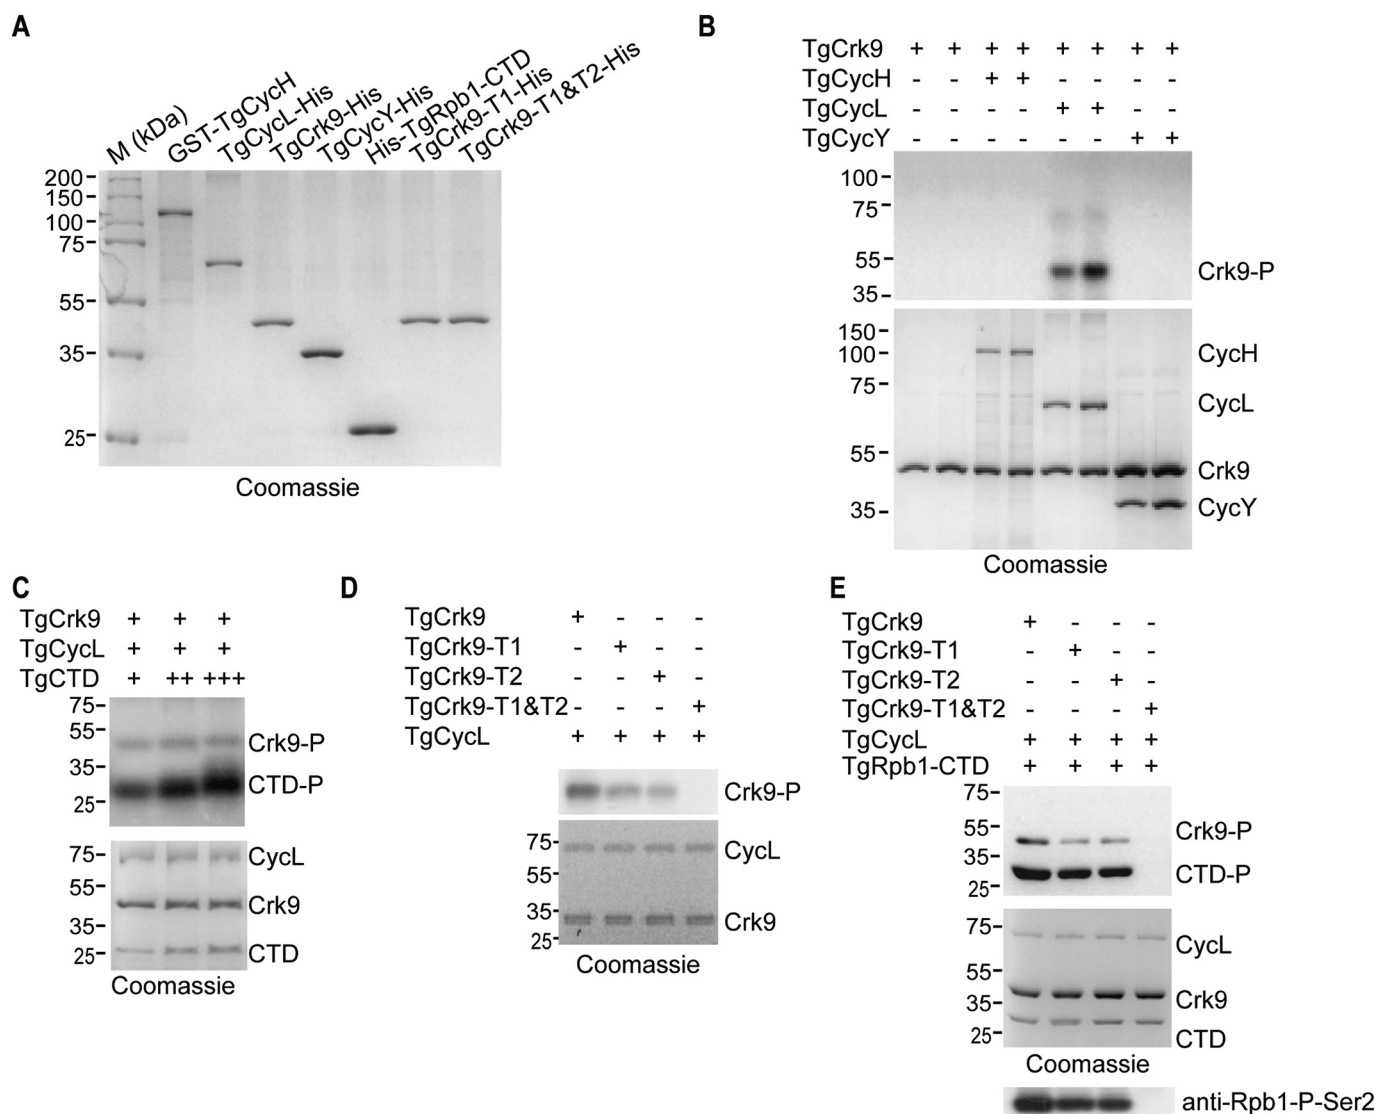 A
M (kDa)
GST-TgCycH
TgCycL-His
TgCrk9-His
TgCycY-His
His-TgRpb1-CTD
TgCrk9-T1-His
TgCrk9-T1&T2-His
200
150
100
75
55
35
25
Coomassie
B
TgCrk9 + + + + + + + +
TgCycH - - + + - - - -
TgCycL - - - - + + - -
TgCycY - - - - - - + +
100
75
55
Crk9-P
35
150
100 CycH
75
CycL
55
Crk9
35 CycY
Coomassie
C
TgCrk9 + + +
TgCycL + + +
TgCTD + ++ +++
75
55 Crk9-P
35
CTD-P
25
75 CycL
55
Crk9
35
25 CTD
Coomassie
D
TgCrk9 + - - -
TgCrk9-T1 - + - -
TgCrk9-T2 - - + -
TgCrk9-T1&T2 - - - +
TgCycL + + + +
Crk9-P
75 CycL
55
35 Crk9
25
Coomassie
E
TgCrk9 + - - -
TgCrk9-T1 - + - -
TgCrk9-T2 - - + -
TgCrk9-T1&T2 - - - +
TgCycL + + + +
TgRpb1-CTD + + + +
75
55 Crk9-P
35
CTD-P
25
75
CycL
55
35 Crk9
25 CTD
Coomassie
anti-Rpb1-P-Ser2